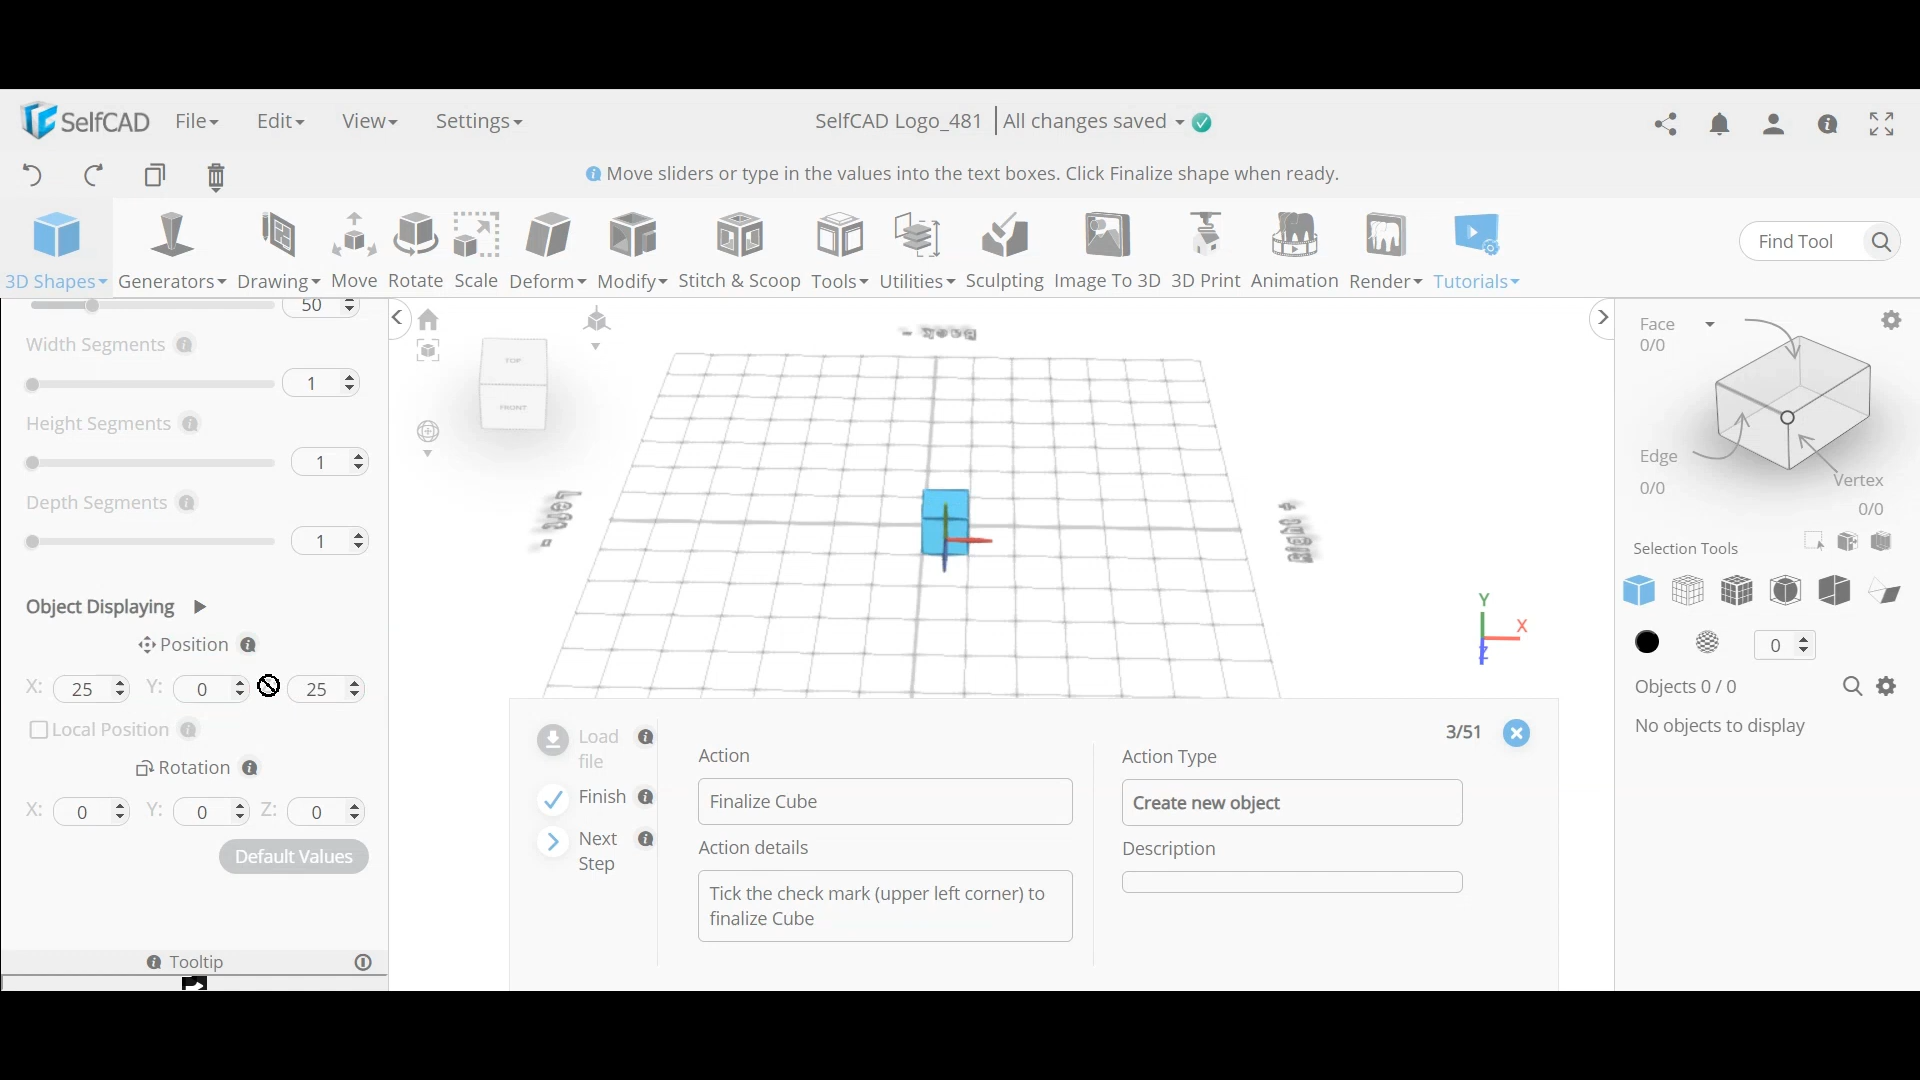 SelfCAD File Edit View Settings SelfCAD Logo_481 All changes saved
Move sliders or type in the values into the text boxes. Click Finalize shape when ready.
3D Shapes Generators Drawing Move Rotate Scale Deform Modify Stitch & Scoop Tools Utilities Sculpting Image To 3D 3D Print Animation Render Tutorials Find Tool
50
Width Segments
1
Height Segments
1
Depth Segments
1
Object Displaying
Position
X: 25 Y: 0 25
Local Position
Rotation
X: 0 Y: 0 Z: 0
Default Values
Tooltip
TOP
FRONT
- Back
Left
-
+ Right
Y
X
Z
Load
file
Finish
Next
Step
Action
Finalize Cube
Action details
Tick the check mark (upper left corner) to
finalize Cube
3/51
Action Type
Create new object
Description
Face
0/0
Edge
0/0
Vertex
0/0
Selection Tools
0
Objects 0 / 0
No objects to display